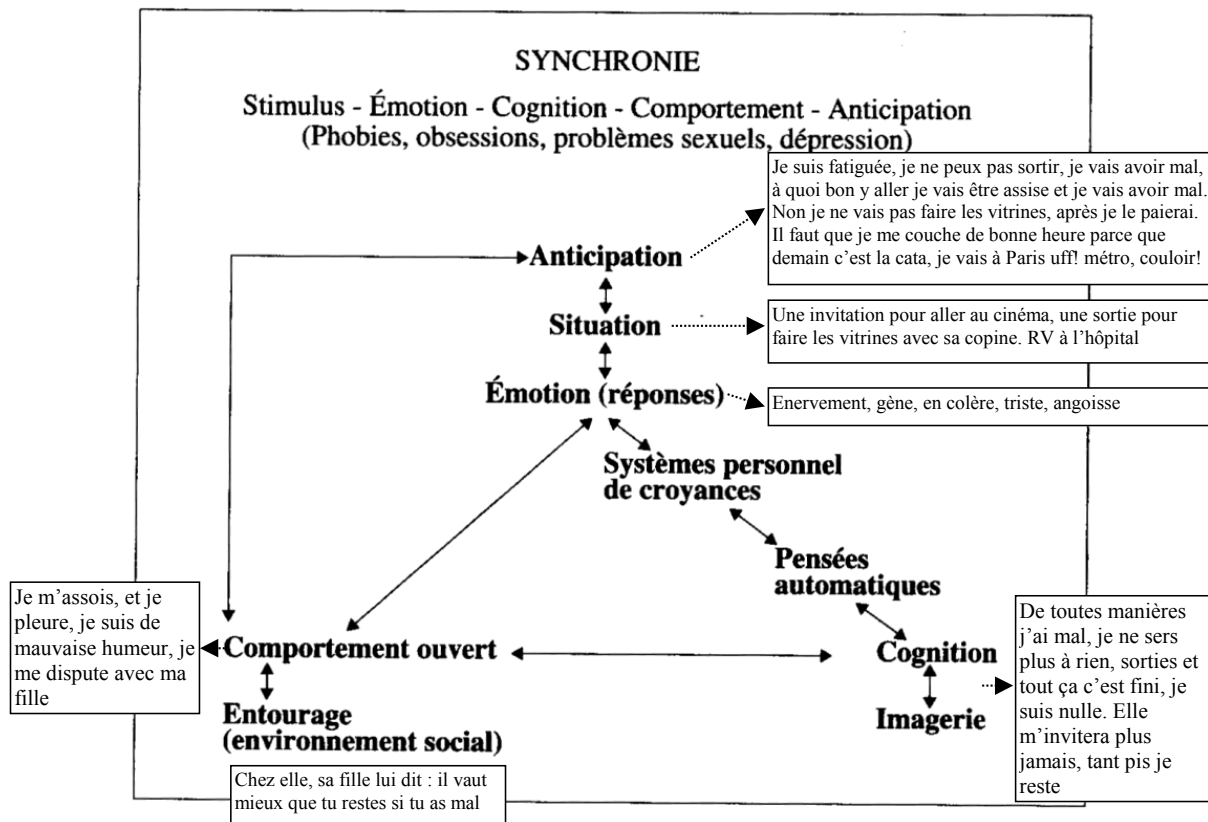 SYNCHRONIE
Stimulus - Émotion - Cognition - Comportement - Anticipation
(Phobies, obsessions, problèmes sexuels, dépression)
Je suis fatiguée, je ne peux pas sortir, je vais avoir mal,
à quoi bon y aller je vais être assise et je vais avoir mal.
Non je ne vais pas faire les vitrines, après je le paierai.
Il faut que je me couche de bonne heure parce que
demain c’est la cata, je vais à Paris uff! métro, couloir!
Anticipation
Situation
Une invitation pour aller au cinéma, une sortie pour
faire les vitrines avec sa copine. RV à l’hôpital
Émotion (réponses)
Enervement, gène, en colère, triste, angoisse
Systèmes personnel
de croyances
Pensées
automatiques
Je m’assois, et je
pleure, je suis de
mauvaise humeur, je
me dispute avec ma
fille
Comportement ouvert
Cognition
Imagerie
De toutes manières
j’ai mal, je ne sers
plus à rien, sorties et
tout ça c’est fini, je
suis nulle. Elle
m’invitera plus
jamais, tant pis je
reste
Entourage
(environnement social)
Chez elle, sa fille lui dit : il vaut
mieux que tu restes si tu as mal